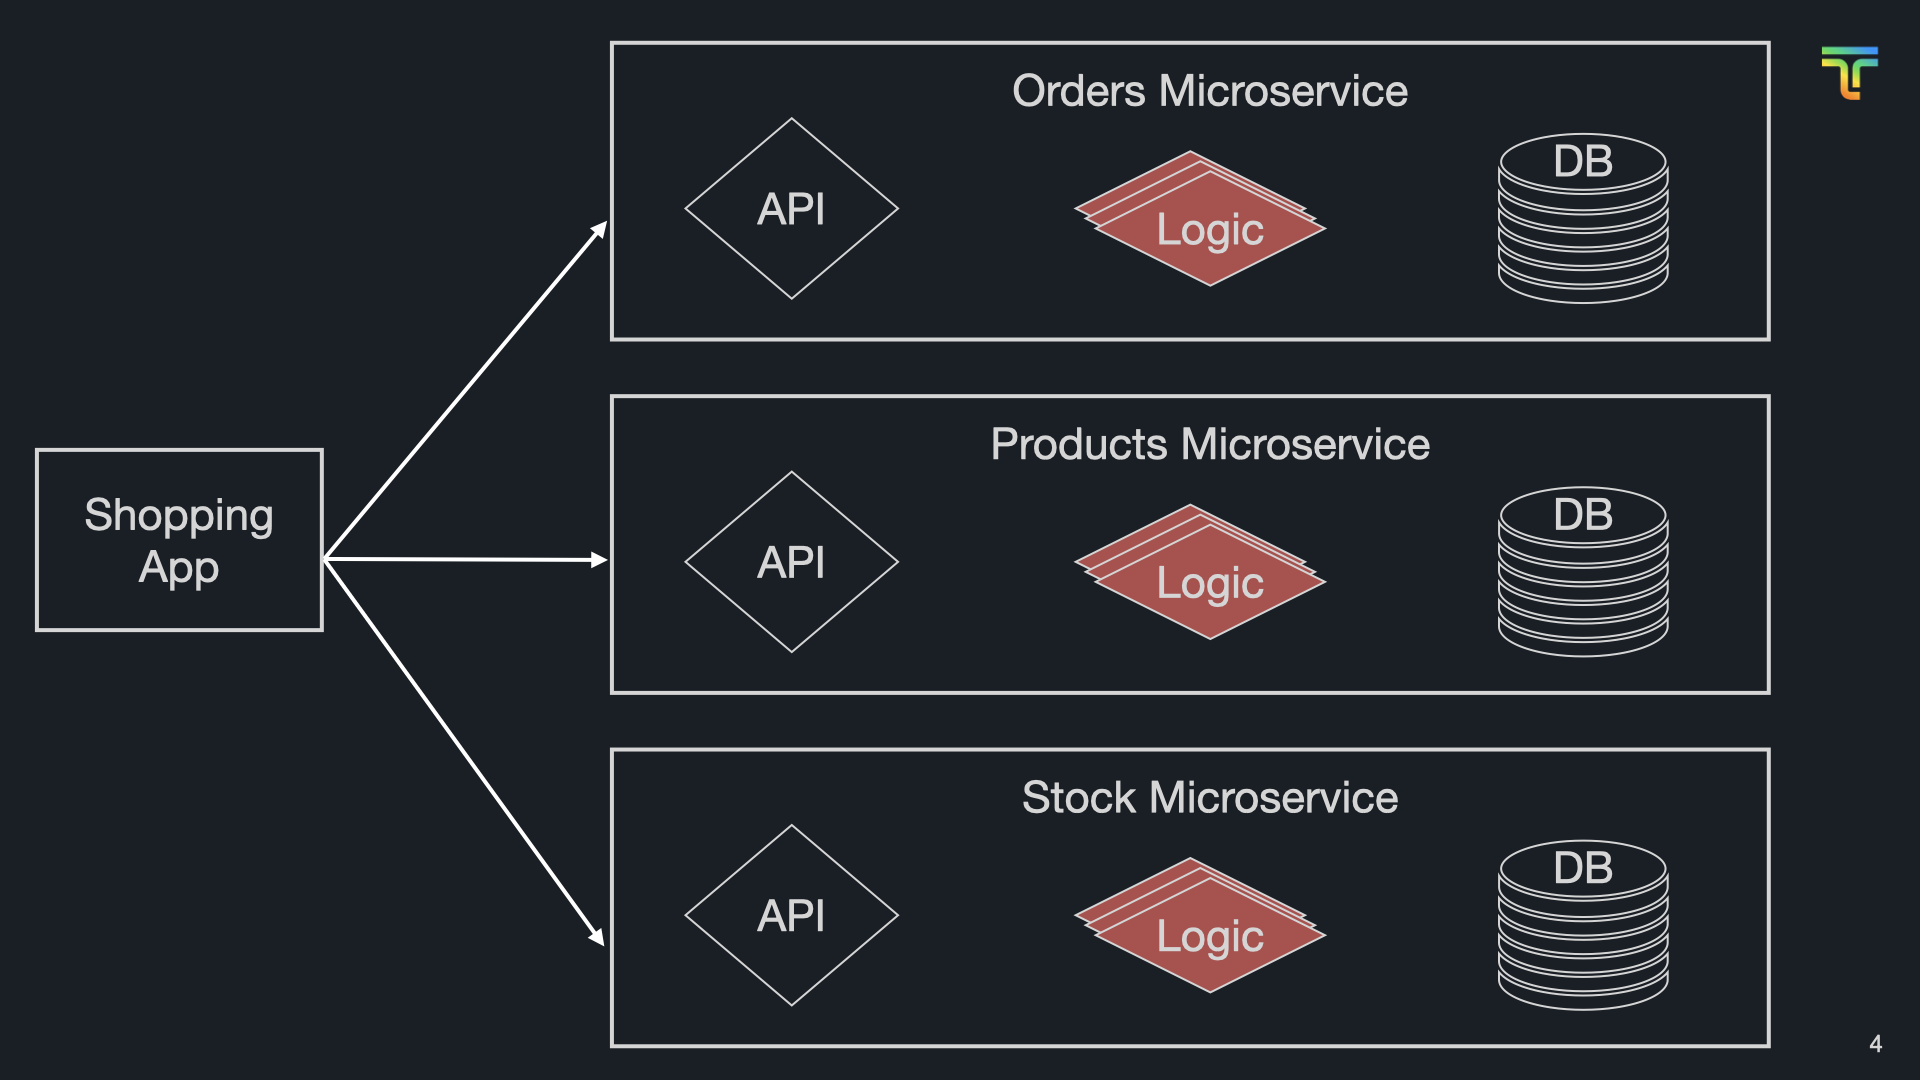 Orders Microservice
API
Logic
DB
Shopping
App
Products Microservice
API
Logic
DB
Stock Microservice
API
Logic
DB
4